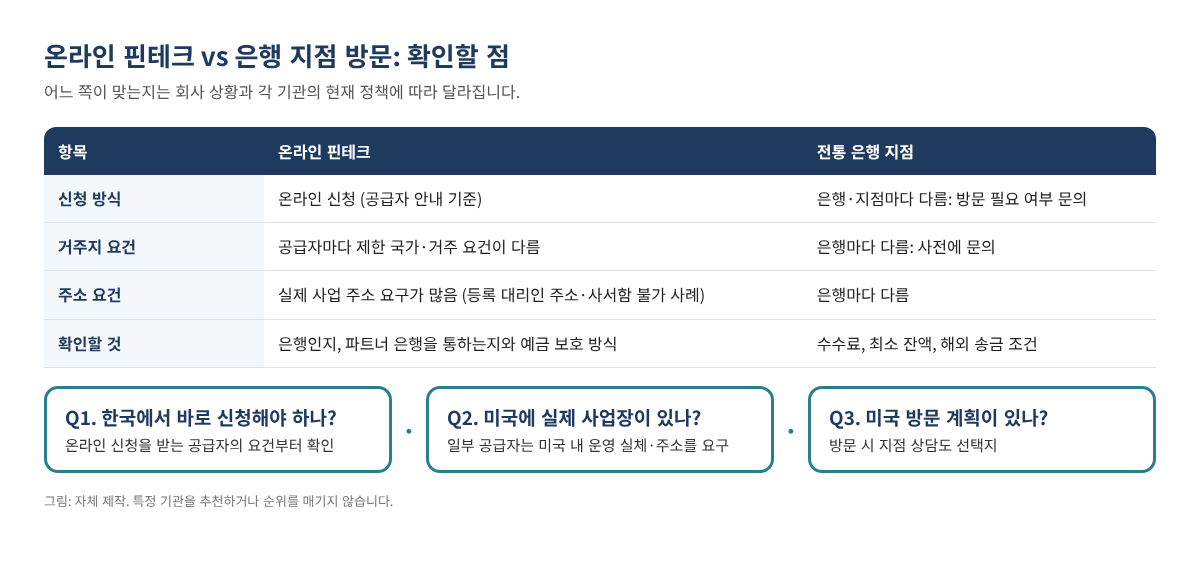 온라인 핀테크 vs 은행 지점 방문: 확인할 점
어느 쪽이 맞는지는 회사 상황과 각 기관의 현재 정책에 따라 달라집니다.
항목 온라인 핀테크 전통 은행 지점
신청 방식 온라인 신청 (공급자 안내 기준) 은행·지점마다 다름: 방문 필요 여부 문의
거주지 요건 공급자마다 제한 국가·거주 요건이 다름 은행마다 다름: 사전에 문의
주소 요건 실제 사업 주소 요구가 많음 (등록 대리인 주소·사서함 불가 사례) 은행마다 다름
확인할 것 은행인지, 파트너 은행을 통하는지와 예금 보호 방식 수수료, 최소 잔액, 해외 송금 조건
Q1. 한국에서 바로 신청해야 하나?
온라인 신청을 받는 공급자의 요건부터 확인
Q2. 미국에 실제 사업장이 있나?
일부 공급자는 미국 내 운영 실체·주소를 요구
Q3. 미국 방문 계획이 있나?
방문 시 지점 상담도 선택지
그림: 자체 제작. 특정 기관을 추천하거나 순위를 매기지 않습니다.